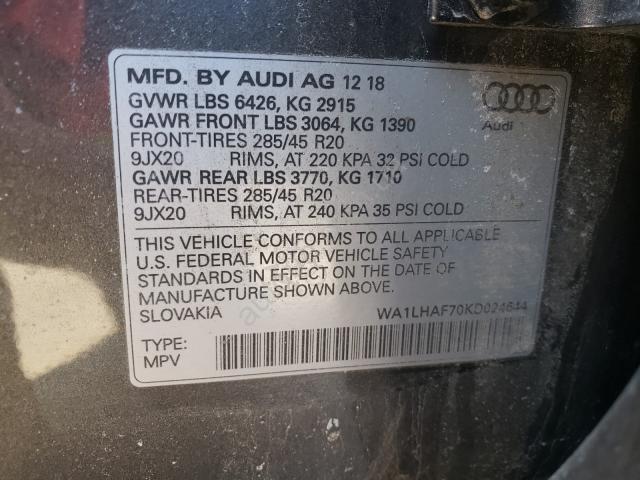 MFD. BY AUDI AG 12 18
GVWR LBS 6426, KG 2915
GAWR FRONT LBS 3064, KG 1390
FRONT-TIRES 285/45 R20
9JX20 RIMS, AT 220 KPA 32 PSI COLD
GAWR REAR LBS 3770, KG 1710
REAR-TIRES 285/45 R20
9JX20 RIMS, AT 240 KPA 35 PSI COLD
Audi
THIS VEHICLE CONFORMS TO ALL APPLICABLE
U.S. FEDERAL MOTOR VEHICLE SAFETY
STANDARDS IN EFFECT ON THE DATE OF
MANUFACTURE SHOWN ABOVE.
SLOVAKIA WA1LHAF70KD024644
TYPE:
MPV